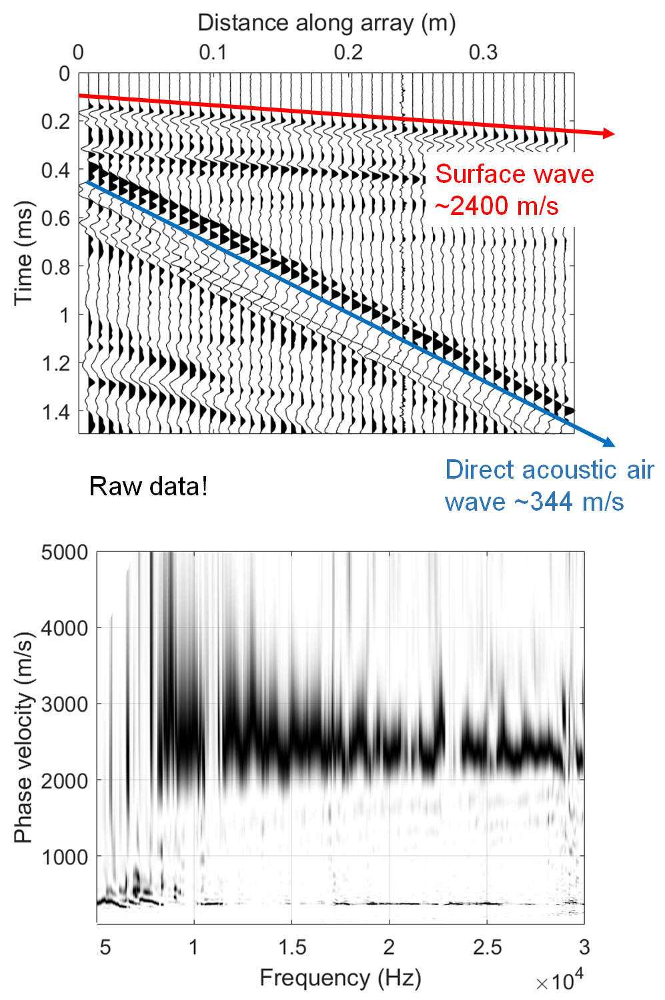 Distance along array (m)
0 0.1 0.2 0.3
0
0.2
0.4
0.6
0.8
1
1.2
1.4
Time (ms)
Surface wave
~2400 m/s
Direct acoustic air
wave ~344 m/s
Raw data!
5000
4000
3000
2000
1000
Phase velocity (m/s)
.5 1 1.5 2 2.5 3
Frequency (Hz)
×10⁴